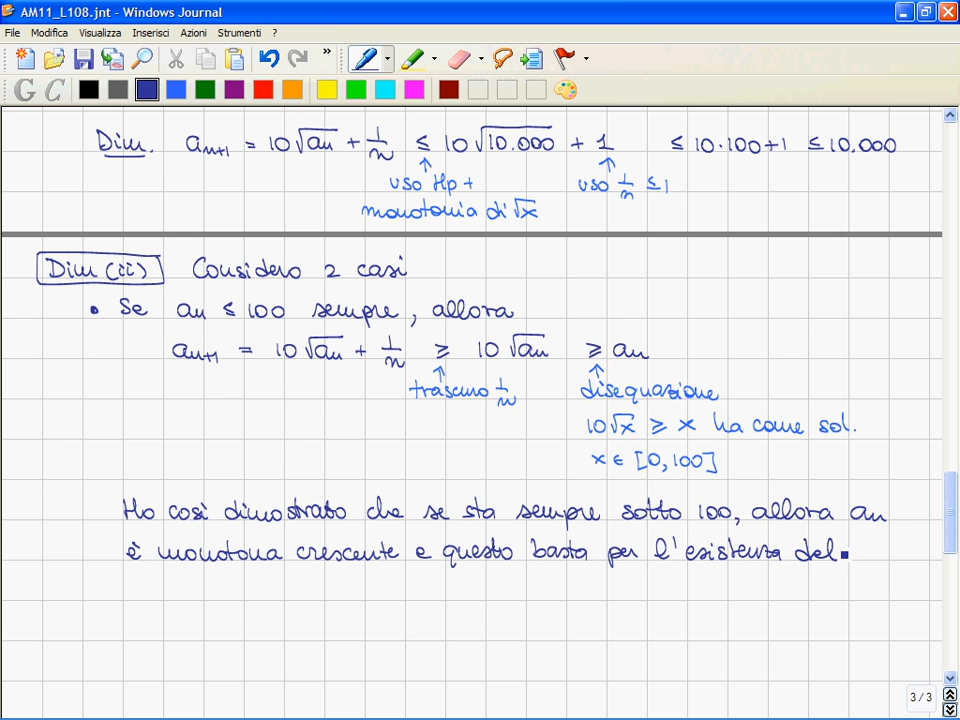 AM11_L108.jnt - Windows Journal
File Modifica Visualizza Inserisci Azioni Strumenti ?
G C
Dim. aₙ₊₁ = 10√aₙ + 1/n ≤ 10√10.000 + 1 ≤ 10·100+1 ≤ 10.000
↑ uso Hp + ↑ uso 1/n ≤ 1
monotonia di √x
Dim (ii) Considero 2 casi
• Se aₙ ≤ 100 sempre, allora
aₙ₊₁ = 10√aₙ + 1/n ≥ 10√aₙ ≥ aₙ
↑ trascuro 1/n ↑ disequazione
10√x ≥ x ha come sol.
x ∈ [0,100]
Ho così dimostrato che se sta sempre sotto 100, allora aₙ
è monotona crescente e questo basta per l'esistenza del
3 / 3